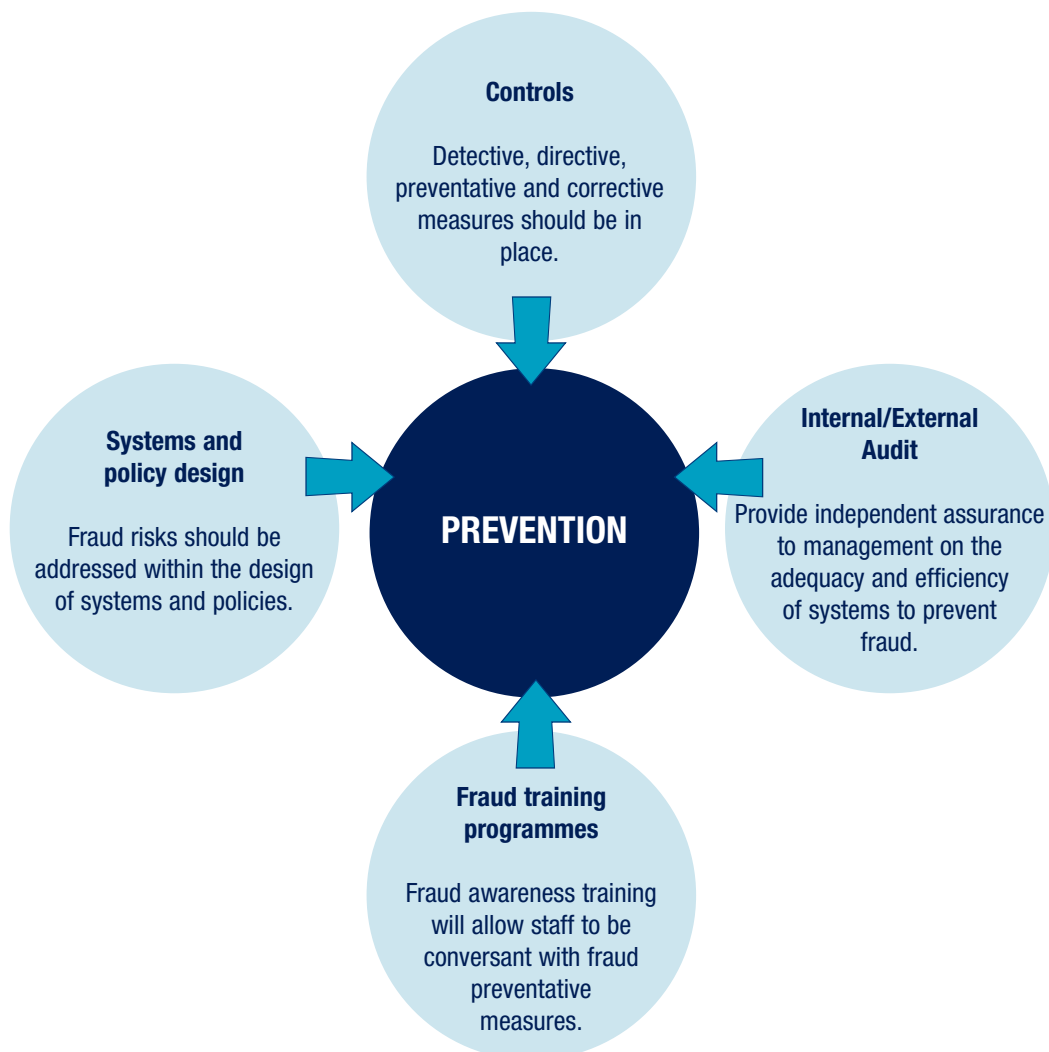 Controls
Detective, directive,
preventative and corrective
measures should be in
place.
Systems and
policy design
Fraud risks should be
addressed within the design
of systems and policies.
PREVENTION
Internal/External
Audit
Provide independent assurance
to management on the
adequacy and efficiency
of systems to prevent
fraud.
Fraud training
programmes
Fraud awareness training
will allow staff to be
conversant with fraud
preventative
measures.